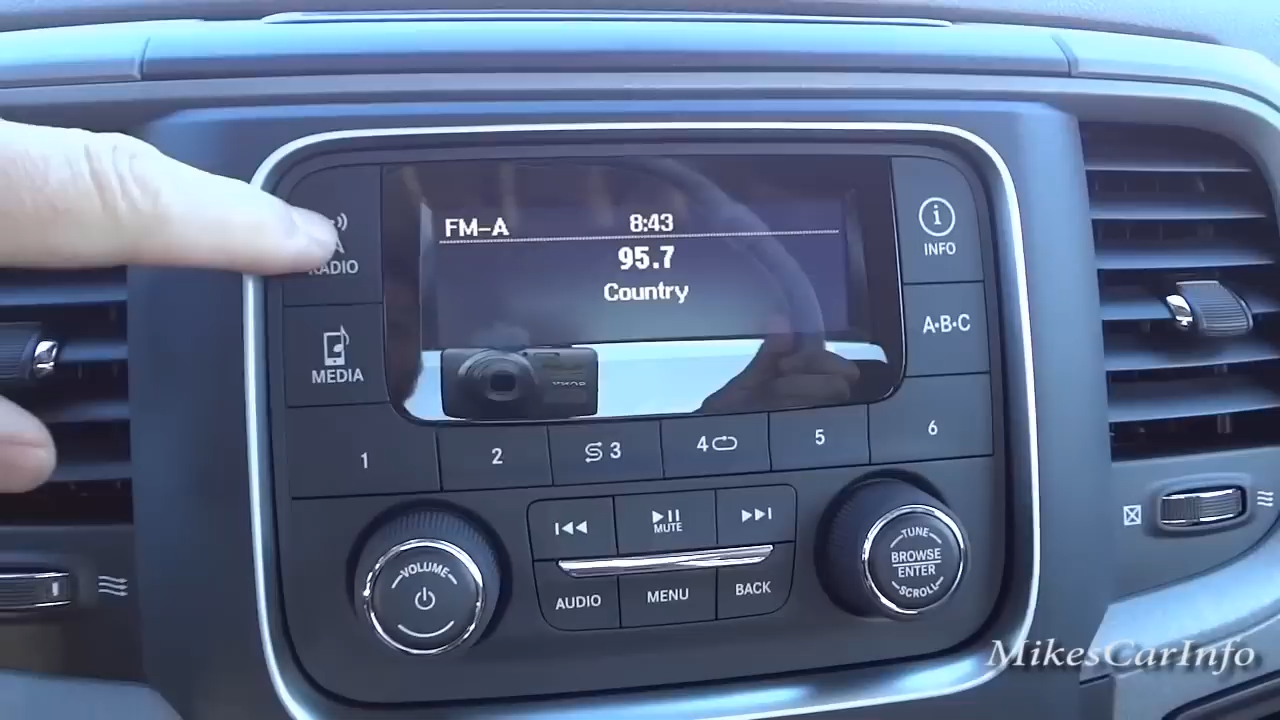 FM-A 8:43
95.7
Country
RADIO
MEDIA
INFO
A·B·C
1 2 3 4 5 6
MUTE
VOLUME
AUDIO MENU BACK
TUNE
BROWSE
ENTER
SCROLL
MikesCarInfo